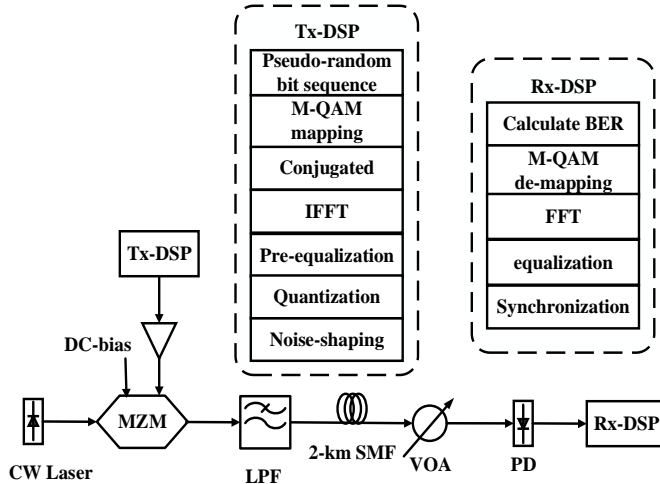 Tx-DSP
Pseudo-random
bit sequence
M-QAM
mapping
Conjugated
IFFT
Pre-equalization
Quantization
Noise-shaping
Rx-DSP
Calculate BER
M-QAM
de-mapping
FFT
equalization
Synchronization
Tx-DSP
DC-bias
MZM
CW Laser
LPF
2-km SMF
VOA
PD
Rx-DSP